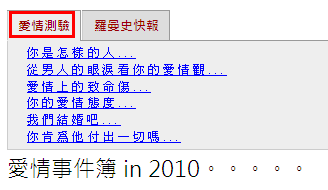 愛情測驗 羅曼史快報
你是怎樣的人...
從男人的眼淚看你的愛情觀...
愛情上的致命傷...
你的愛情態度...
我們結婚吧...
你肯爲他付出一切嗎...
愛情事件簿 in 2010。。。。。